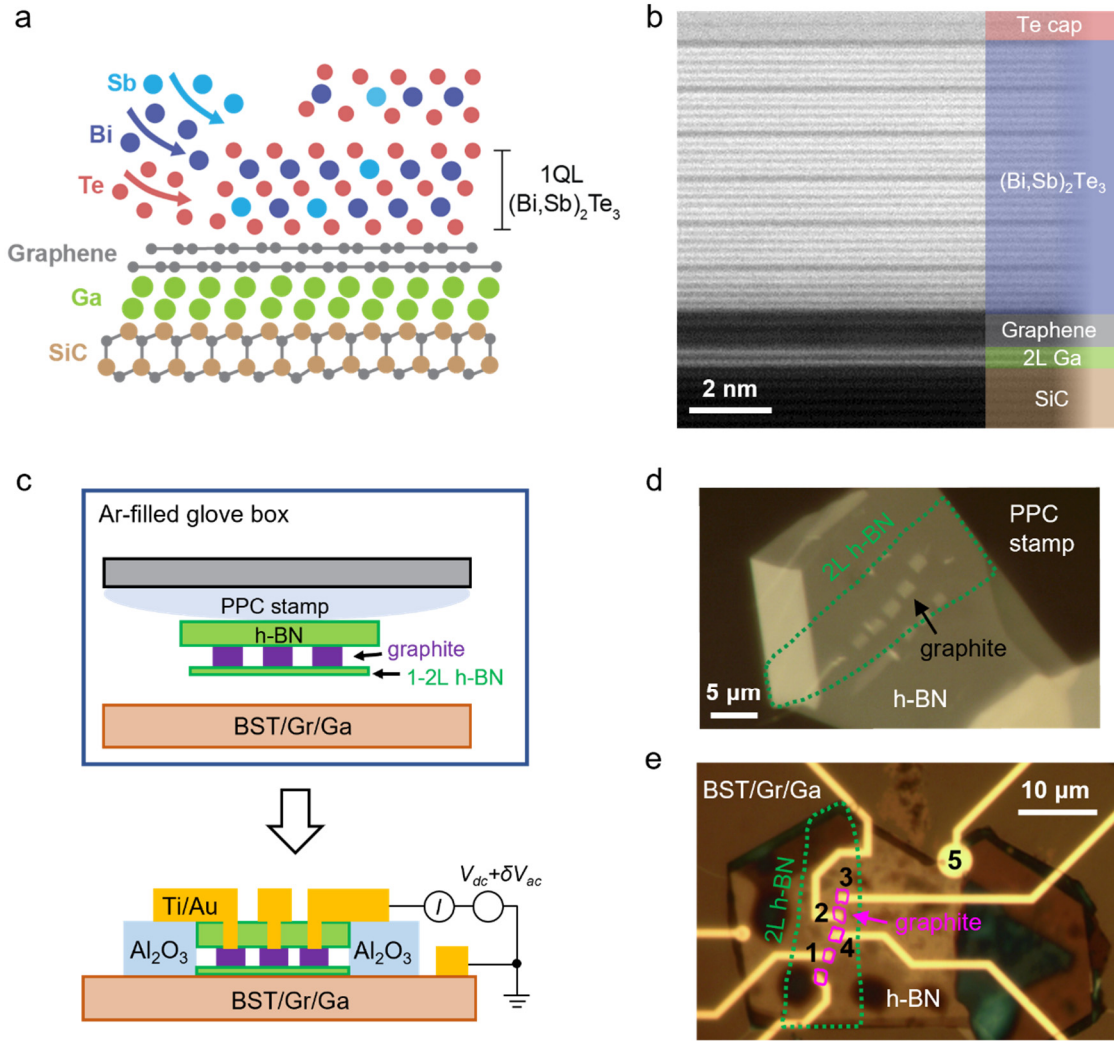 a
Sb
Bi
Te
1QL
(Bi,Sb)2Te3
Graphene
Ga
SiC
b
Te cap
(Bi,Sb)2Te3
Graphene
2L Ga
SiC
2 nm
c
Ar-filled glove box
PPC stamp
h-BN
graphite
1-2L h-BN
BST/Gr/Ga
Vdc+δVac
I
Ti/Au
Al2O3
Al2O3
BST/Gr/Ga
d
PPC
stamp
2L h-BN
graphite
5 µm
h-BN
e
BST/Gr/Ga
10 µm
5
2L h-BN
3
2
graphite
1
4
h-BN